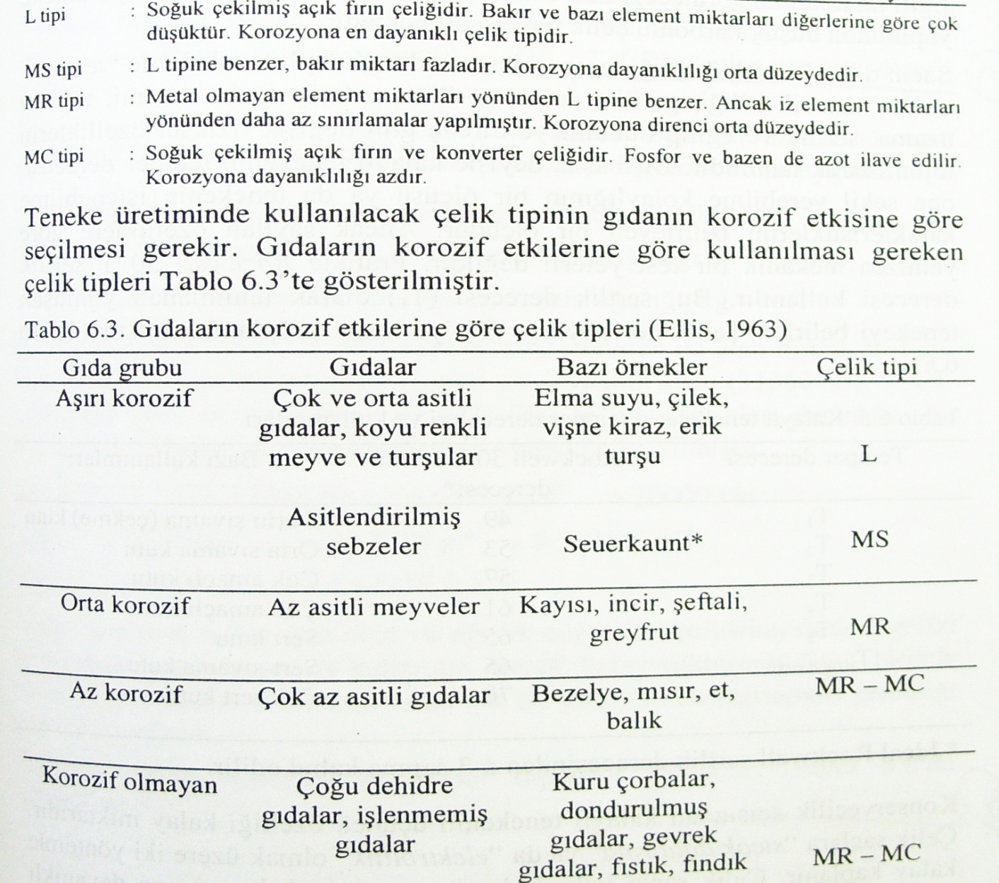 L tipi : Soğuk çekilmiş açık fırın çeliğidir. Bakır ve bazı element miktarları diğerlerine göre çok
düşüktür. Korozyona en dayanıklı çelik tipidir.
MS tipi : L tipine benzer, bakır miktarı fazladır. Korozyona dayanıklılığı orta düzeydedir.
MR tipi : Metal olmayan element miktarları yönünden L tipine benzer. Ancak iz element miktarları
yönünden daha az sınırlamalar yapılmıştır. Korozyona direnci orta düzeydedir.
MC tipi : Soğuk çekilmiş açık fırın ve konverter çeliğidir. Fosfor ve bazen de azot ilave edilir.
Korozyona dayanıklılığı azdır.
Teneke üretiminde kullanılacak çelik tipinin gıdanın korozif etkisine göre
seçilmesi gerekir. Gıdaların korozif etkilerine göre kullanılması gereken
çelik tipleri Tablo 6.3'te gösterilmiştir.
Tablo 6.3. Gıdaların korozif etkilerine göre çelik tipleri (Ellis, 1963)
Gıda grubu Gıdalar Bazı örnekler Çelik tipi
Aşırı korozif Çok ve orta asitli Elma suyu, çilek,
gıdalar, koyu renkli vişne kiraz, erik
meyve ve turşular turşu L
Asitlendirilmiş
sebzeler Seuerkaunt* MS
Orta korozif Az asitli meyveler Kayısı, incir, şeftali,
greyfrut MR
Az korozif Çok az asitli gıdalar Bezelye, mısır, et, MR – MC
balık
Korozif olmayan Çoğu dehidre Kuru çorbalar,
gıdalar, işlenmemiş dondurulmuş
gıdalar gıdalar, gevrek
gıdalar, fıstık, fındık MR – MC